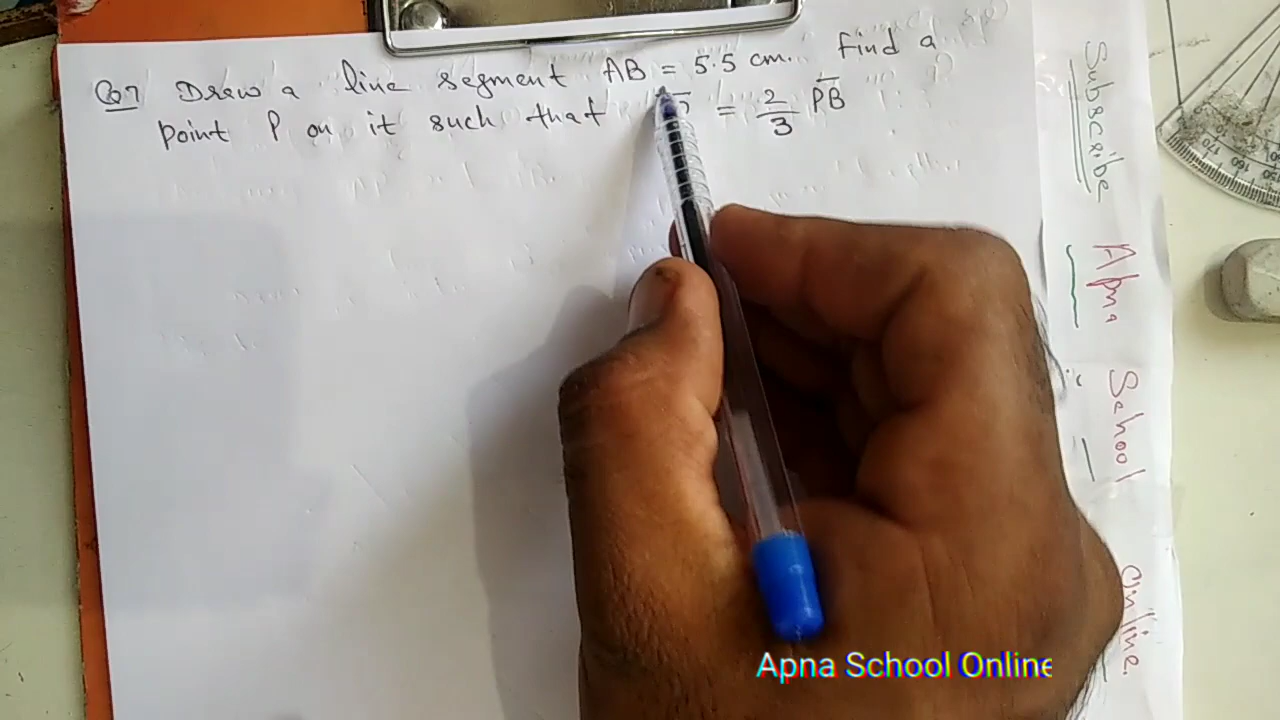 Q7 Draw a line segment AB = 5.5 cm. Find a
point P on it such that = 2/3 PB
Subscribe
Apna School Online.
Apna School Online